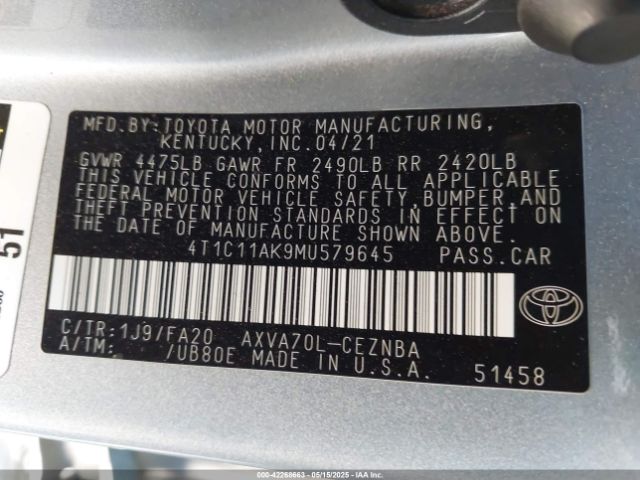 MFD.BY:TOYOTA MOTOR MANUFACTURING,
KENTUCKY,INC.04/21
GVWR 4475LB GAWR FR 2490LB RR 2420LB
THIS VEHICLE CONFORMS TO ALL APPLICABLE
FEDERAL MOTOR VEHICLE SAFETY,BUMPER,AND
THEFT PREVENTION STANDARDS IN EFFECT ON
THE DATE OF MANUFACTURE SHOWN ABOVE.
4T1C11AK9MU579645 PASS.CAR
C/TR:1J9/FA20 AXVA70L-CEZNBA
A/TM: /UB80E MADE IN U.S.A. 51458
51
AXXX - 42268663 - 05/15/2025 - © Copyright IAA